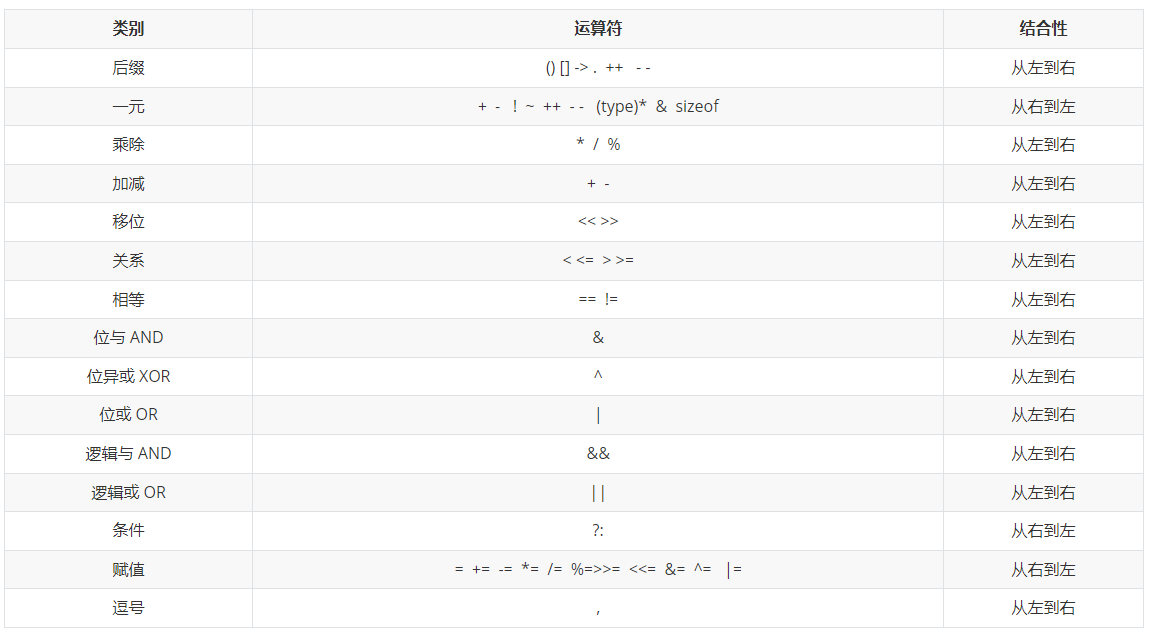 类别 运算符 结合性
后缀 () [] -> . ++ - - 从左到右
一元 + - ! ~ ++ - - (type)* & sizeof 从右到左
乘除 * / % 从左到右
加减 + - 从左到右
移位 << >> 从左到右
关系 < <= > >= 从左到右
相等 == != 从左到右
位与 AND & 从左到右
位异或 XOR ^ 从左到右
位或 OR | 从左到右
逻辑与 AND && 从左到右
逻辑或 OR || 从左到右
条件 ?: 从右到左
赋值 = += -= *= /= %=>>= <<= &= ^= |= 从右到左
逗号 , 从左到右